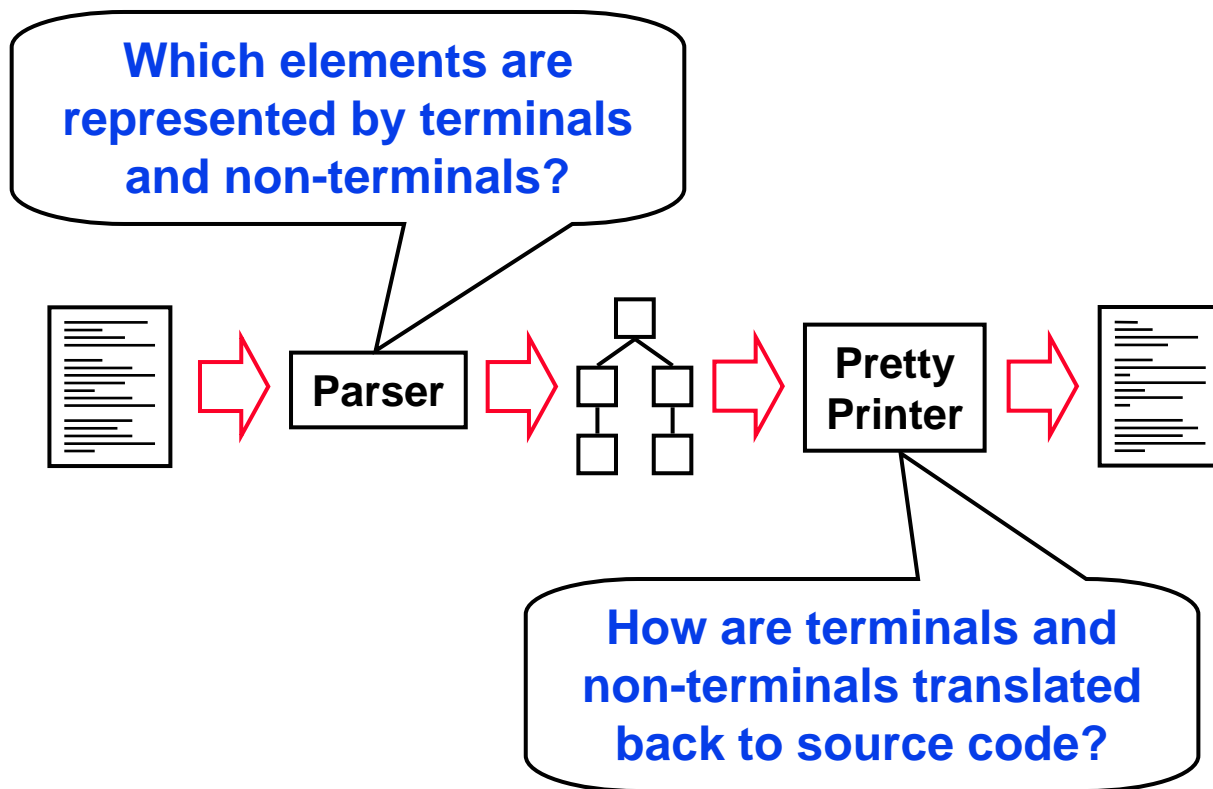 Which elements are
represented by terminals
and non-terminals?
Parser
Pretty
Printer
How are terminals and
non-terminals translated
back to source code?